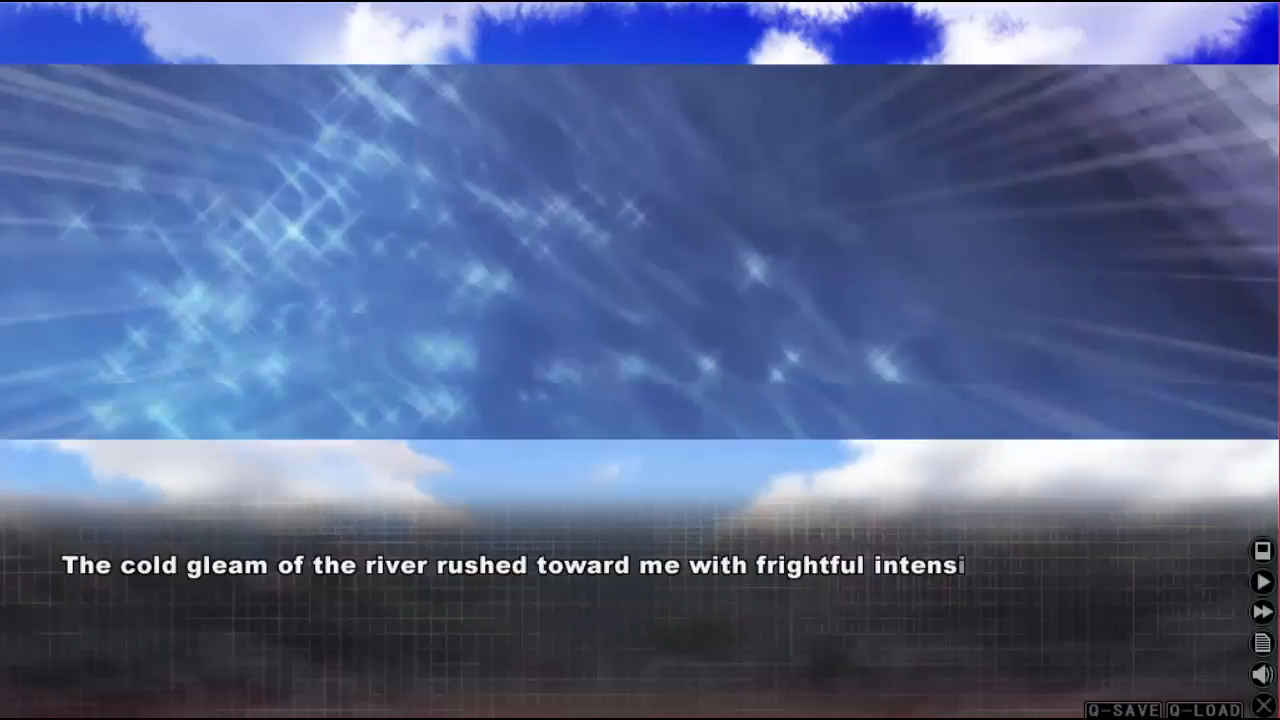 The cold gleam of the river rushed toward me with frightful intensi
Q-SAVE Q-LOAD